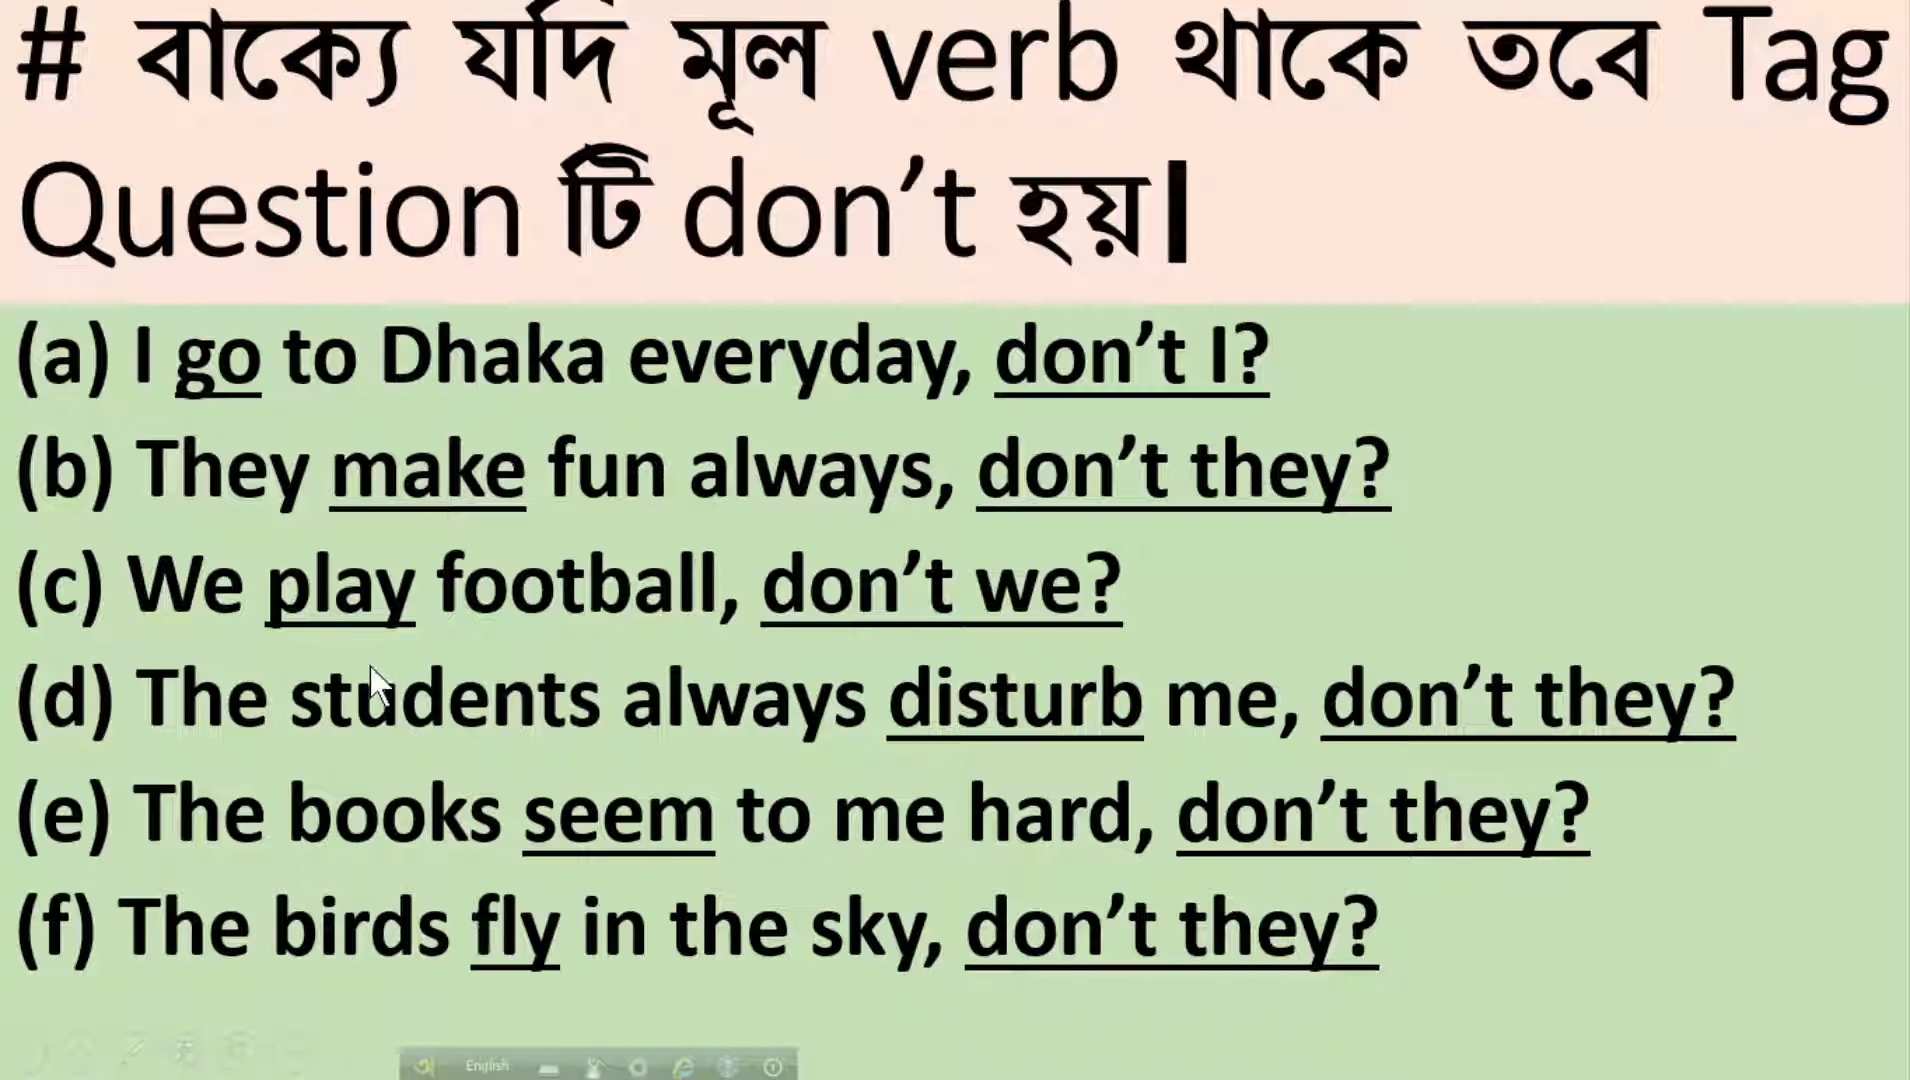 # বাক্যে যদি মূল verb থাকে তবে Tag
Question টি don’t হয়।
(a) I go to Dhaka everyday, don’t I?
(b) They make fun always, don’t they?
(c) We play football, don’t we?
(d) The students always disturb me, don’t they?
(e) The books seem to me hard, don’t they?
(f) The birds fly in the sky, don’t they?
অ English